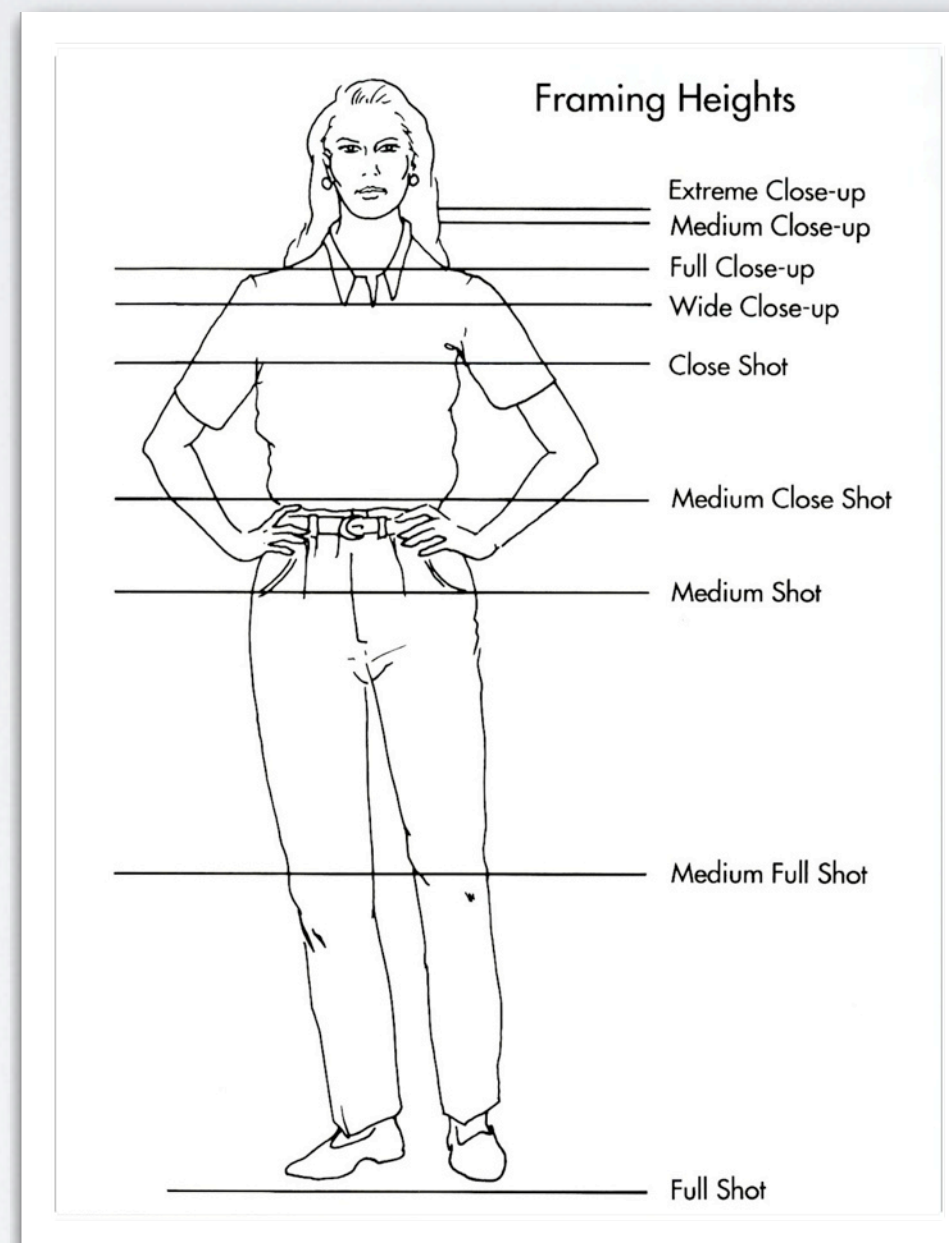 Framing Heights
Extreme Close-up
Medium Close-up
Full Close-up
Wide Close-up
Close Shot
Medium Close Shot
Medium Shot
Medium Full Shot
Full Shot